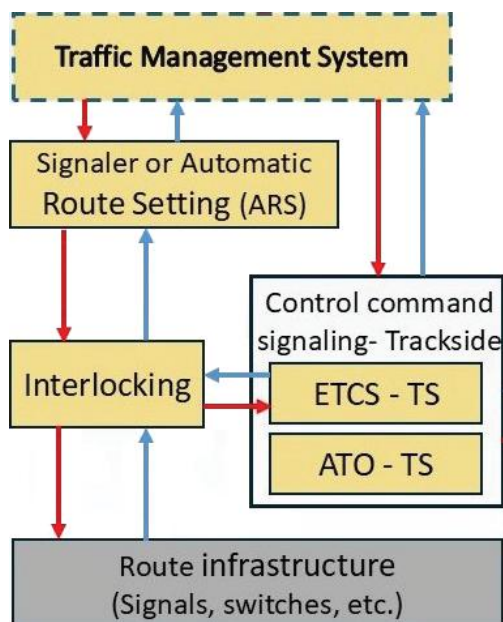 Traffic Management System
Signaler or Automatic
Route Setting (ARS)
Control command
signaling- Trackside
Interlocking
ETCS - TS
ATO - TS
Route infrastructure
(Signals, switches, etc.)